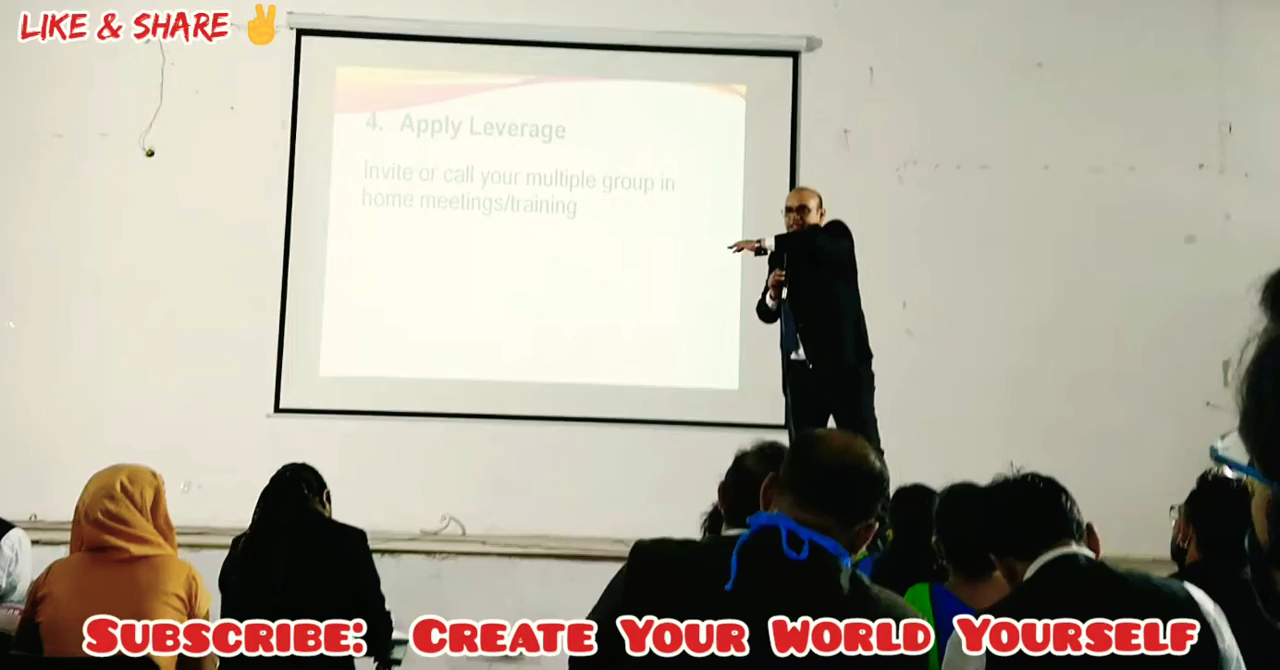 LIKE & SHARE ✌
4. Apply Leverage
Invite or call your multiple group in
home meetings/training
SUBSCRIBE: CREATE YOUR WORLD YOURSELF